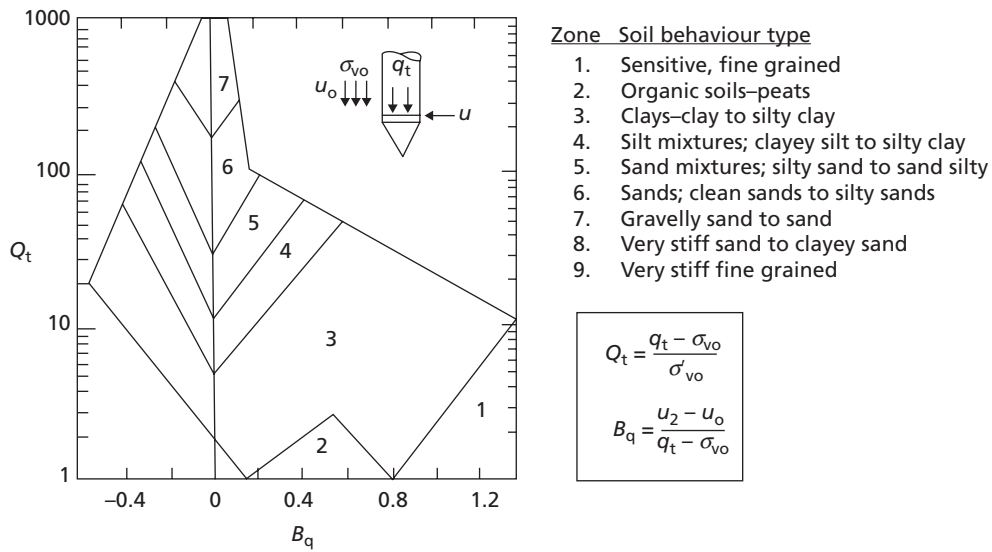 1000
100
10
1
Qt
−0.4
0
0.4
0.8
1.2
Bq
7
6
5
4
3
2
1
σvo
uo
qt
u
Zone Soil behaviour type
1. Sensitive, fine grained
2. Organic soils–peats
3. Clays–clay to silty clay
4. Silt mixtures; clayey silt to silty clay
5. Sand mixtures; silty sand to sand silty
6. Sands; clean sands to silty sands
7. Gravelly sand to sand
8. Very stiff sand to clayey sand
9. Very stiff fine grained
Qt = (qt − σvo) / σ′vo
Bq = (u2 − uo) / (qt − σvo)